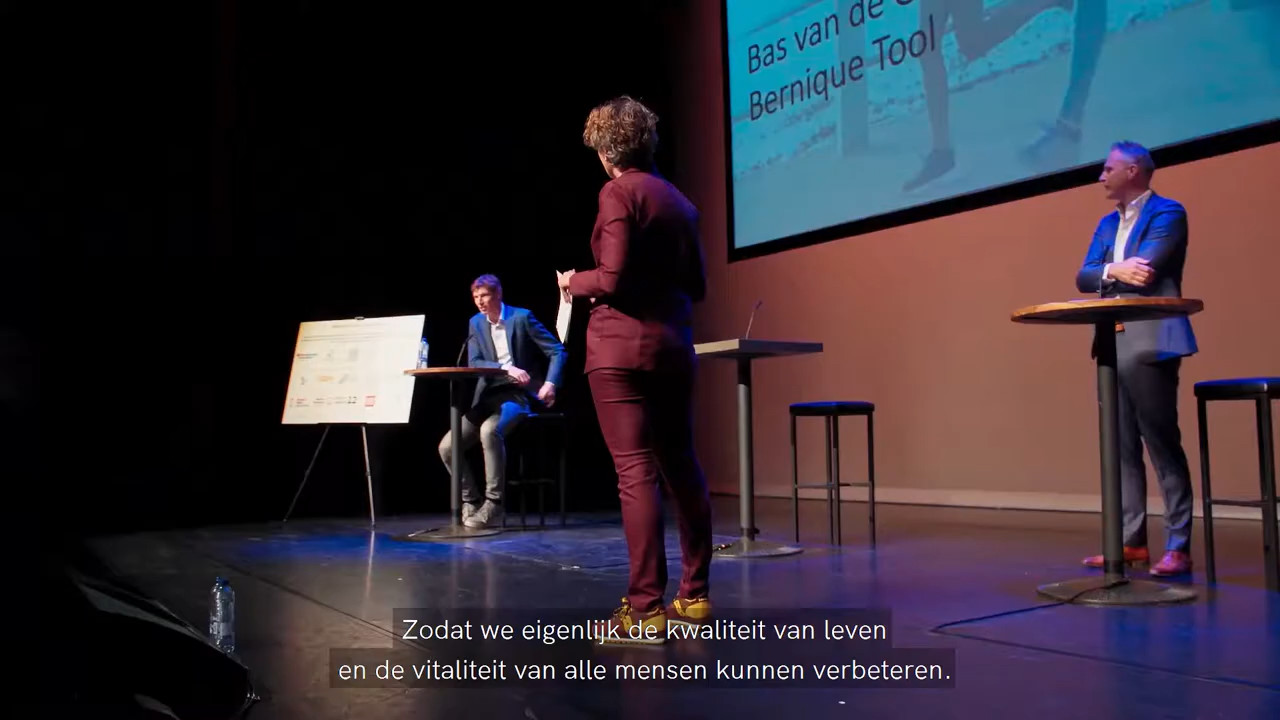 Bas van de
Bernique Tool
Zodat we eigenlijk de kwaliteit van leven
en de vitaliteit van alle mensen kunnen verbeteren.